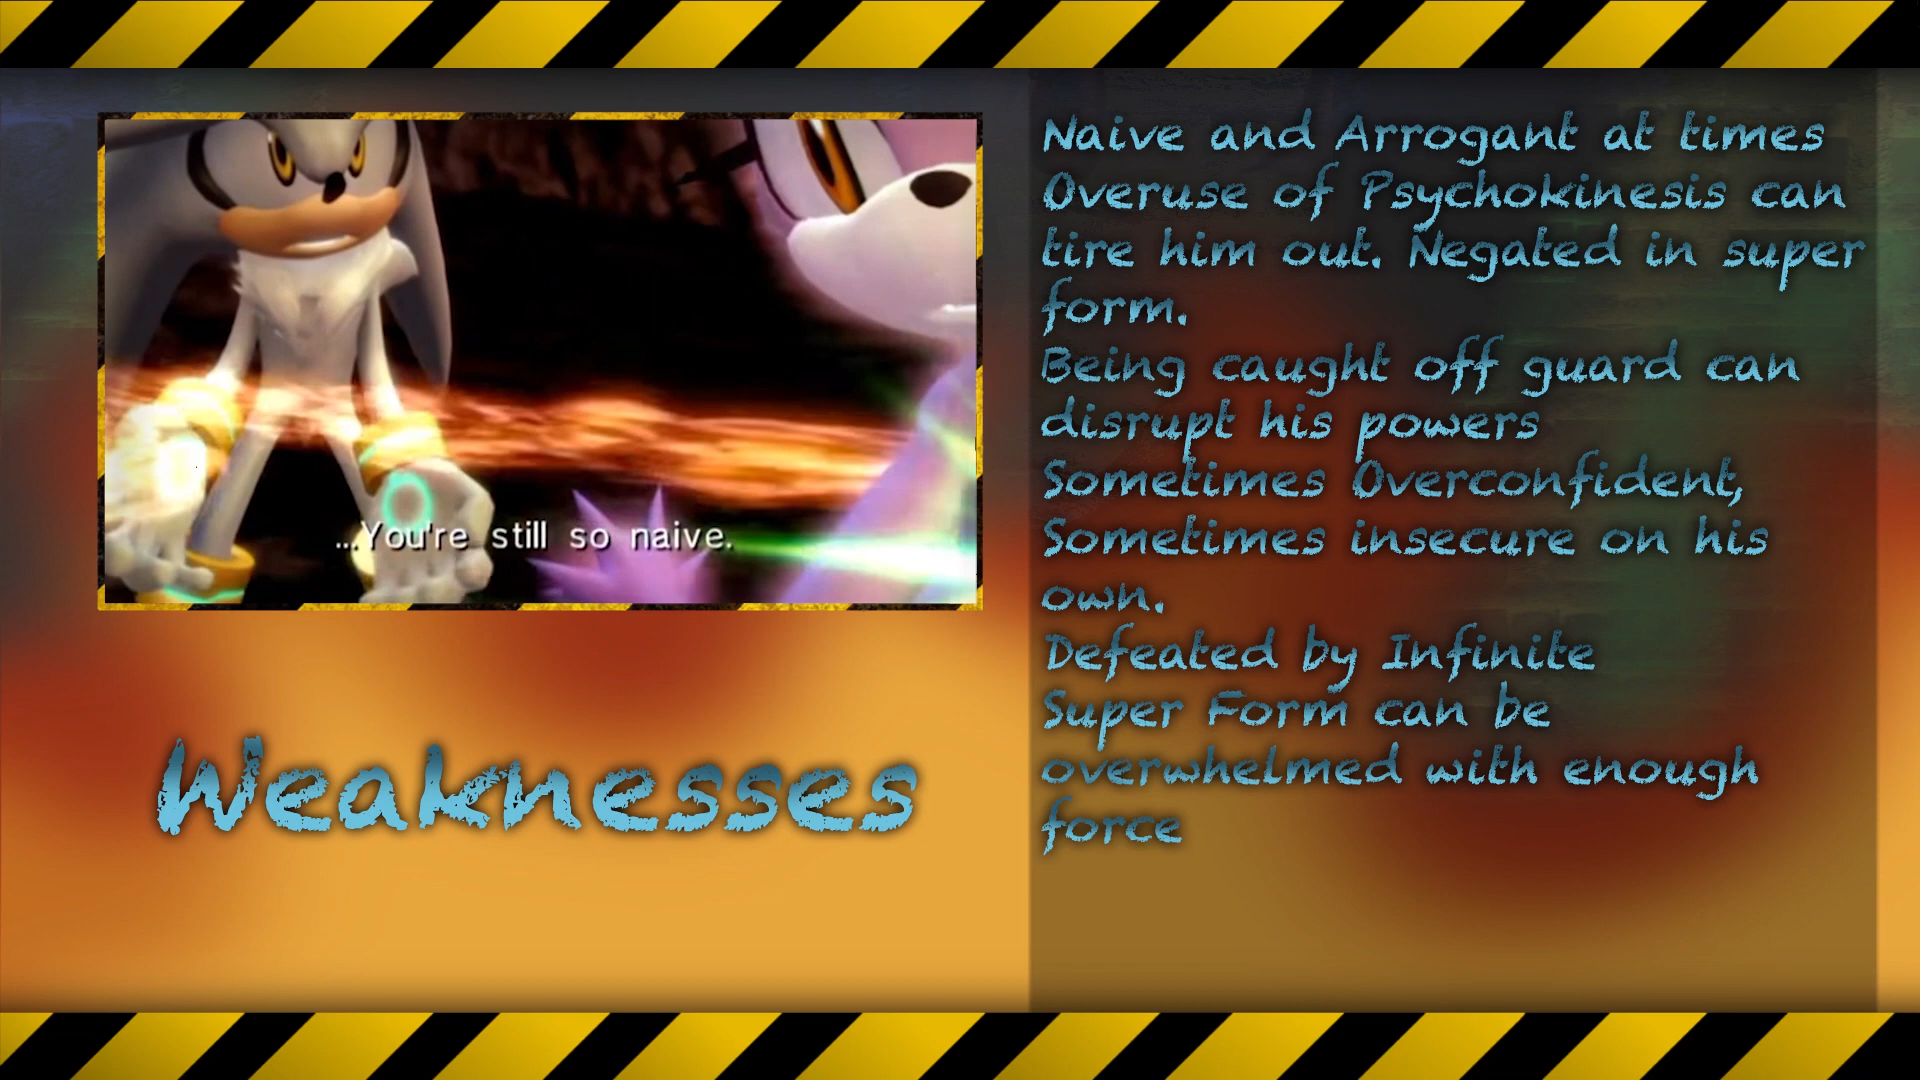 ...You're still so naive.
Weaknesses
Naive and Arrogant at times
Overuse of Psychokinesis can
tire him out. Negated in super
form.
Being caught off guard can
disrupt his powers
Sometimes Overconfident,
Sometimes insecure on his
own.
Defeated by Infinite
Super Form can be
overwhelmed with enough
force